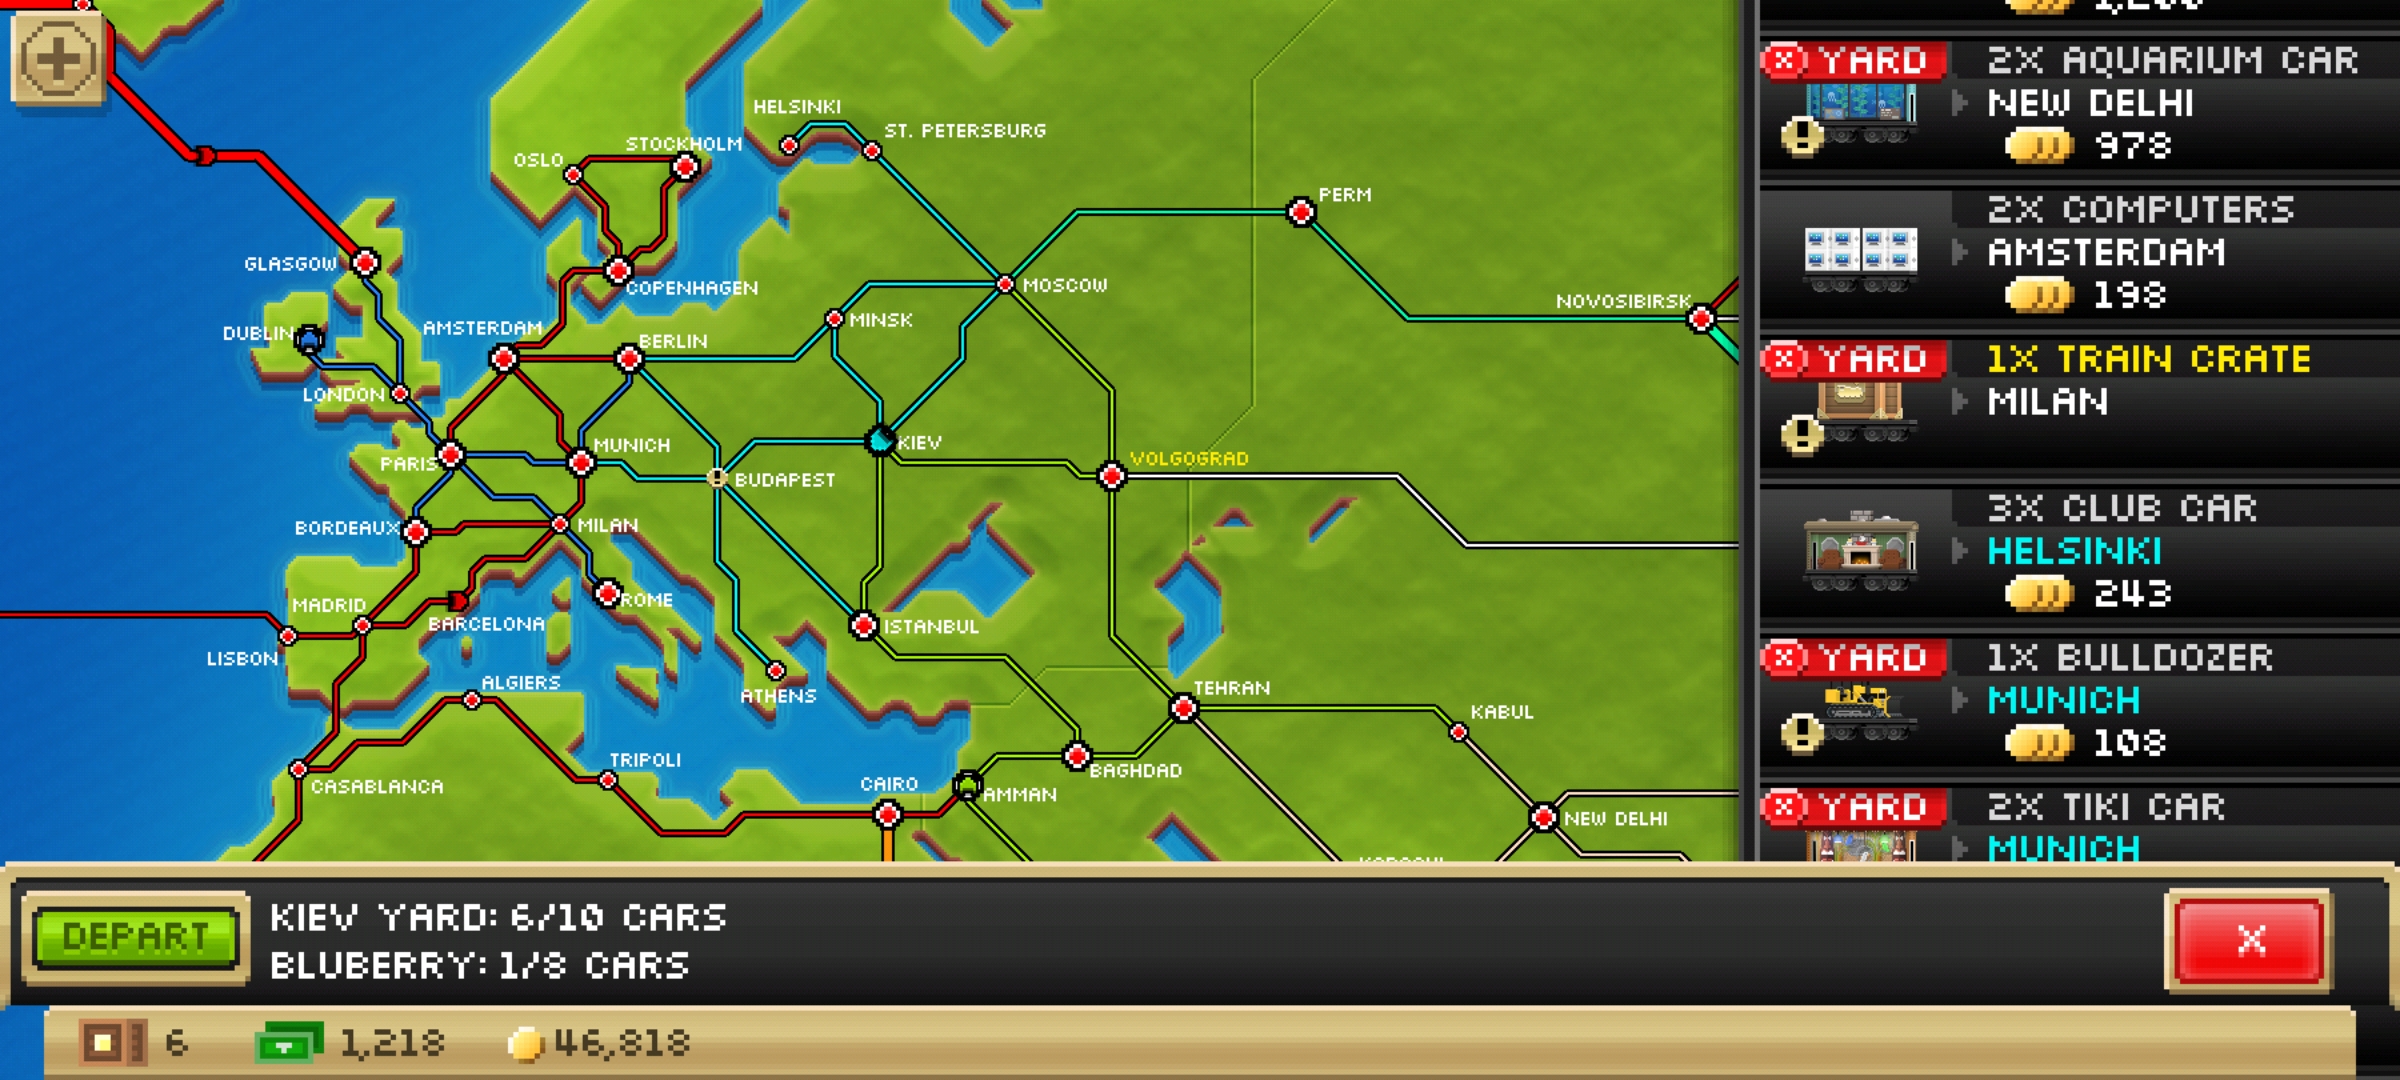 HELSINKI
ST. PETERSBURG
STOCKHOLM
OSLO
PERM
GLASGOW
COPENHAGEN
MOSCOW
NOVOSIBIRSK
DUBLIN
AMSTERDAM
BERLIN
MINSK
LONDON
MUNICH
KIEV
PARIS
BUDAPEST
VOLGOGRAD
BORDEAUX
MILAN
MADRID
ROME
BARCELONA
ISTANBUL
LISBON
ALGIERS
ATHENS
TEHRAN
KABUL
TRIPOLI
CASABLANCA
CAIRO
BAGHDAD
AMMAN
NEW DELHI
1,200
YARD 2X AQUARIUM CAR
NEW DELHI
978
2X COMPUTERS
AMSTERDAM
198
YARD 1X TRAIN CRATE
MILAN
3X CLUB CAR
HELSINKI
243
YARD 1X BULLDOZER
MUNICH
108
YARD 2X TIKI CAR
MUNICH
DEPART
KIEV YARD: 6/10 CARS
BLUBERRY: 1/8 CARS
X
6 1,218 46,818